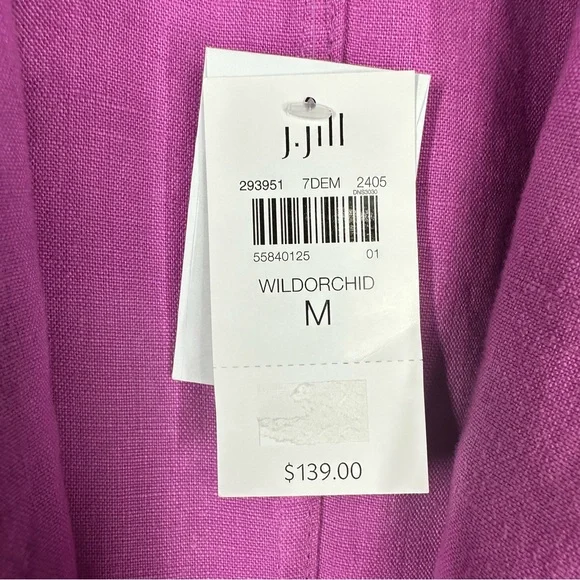 J.Jill
293951 7DEM 2405
DNS3030
55840125 01
WILDORCHID
M
$139.00